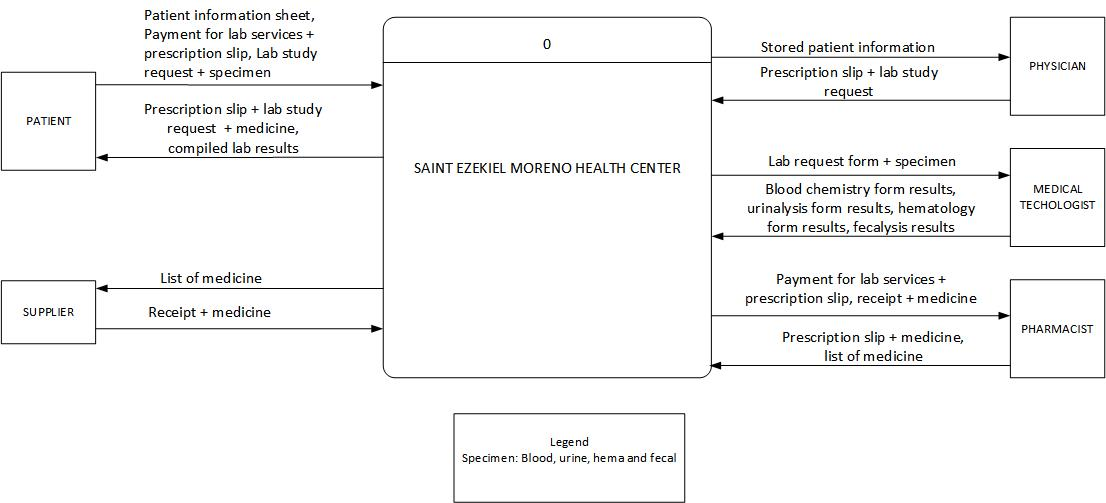 Patient information sheet,
Payment for lab services +
prescription slip, Lab study
request + specimen
PATIENT
Prescription slip + lab study
request + medicine,
compiled lab results
List of medicine
SUPPLIER
Receipt + medicine
0
SAINT EZEKIEL MORENO HEALTH CENTER
Stored patient information
PHYSICIAN
Prescription slip + lab study
request
Lab request form + specimen
MEDICAL
TECHOLOGIST
Blood chemistry form results,
urinalysis form results, hematology
form results, fecalysis results
Payment for lab services +
prescription slip, receipt + medicine
PHARMACIST
Prescription slip + medicine,
list of medicine
Legend
Specimen: Blood, urine, hema and fecal